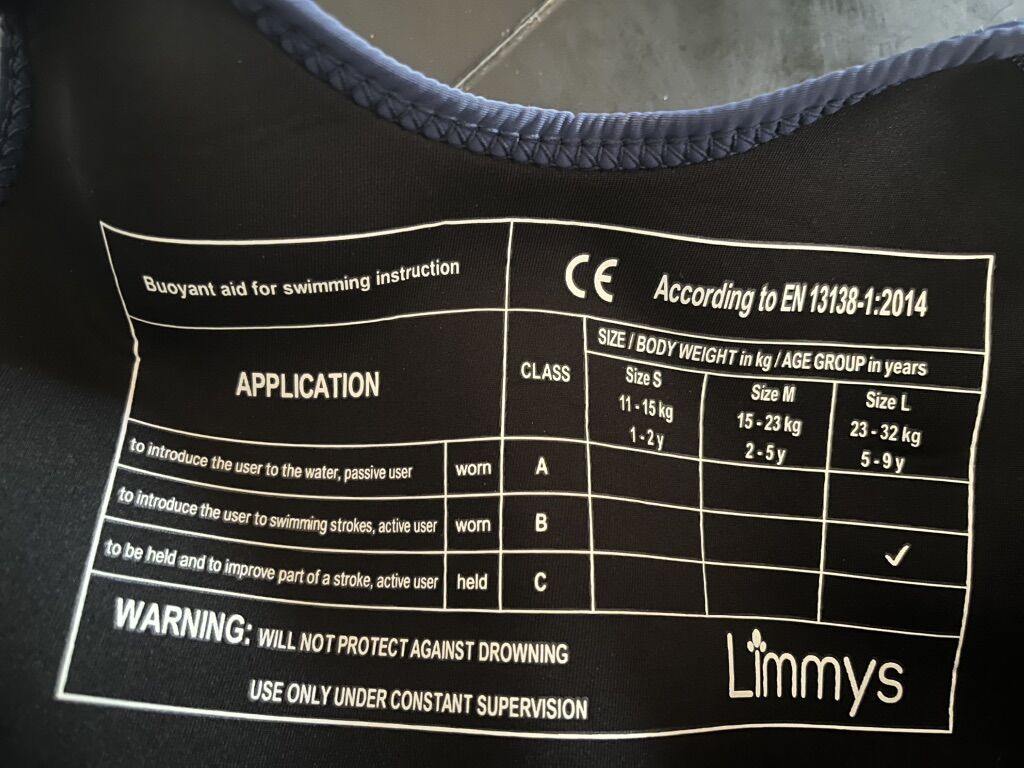 Buoyant aid for swimming instruction
CE According to EN 13138-1:2014
APPLICATION
CLASS
SIZE / BODY WEIGHT in kg / AGE GROUP in years
Size S
11 - 15 kg
1 - 2 y
Size M
15 - 23 kg
2 - 5 y
Size L
23 - 32 kg
5 - 9 y
to introduce the user to the water, passive user worn A
to introduce the user to swimming strokes, active user worn B ✓
to be held and to improve part of a stroke, active user held C
WARNING: WILL NOT PROTECT AGAINST DROWNING
USE ONLY UNDER CONSTANT SUPERVISION
Limmys